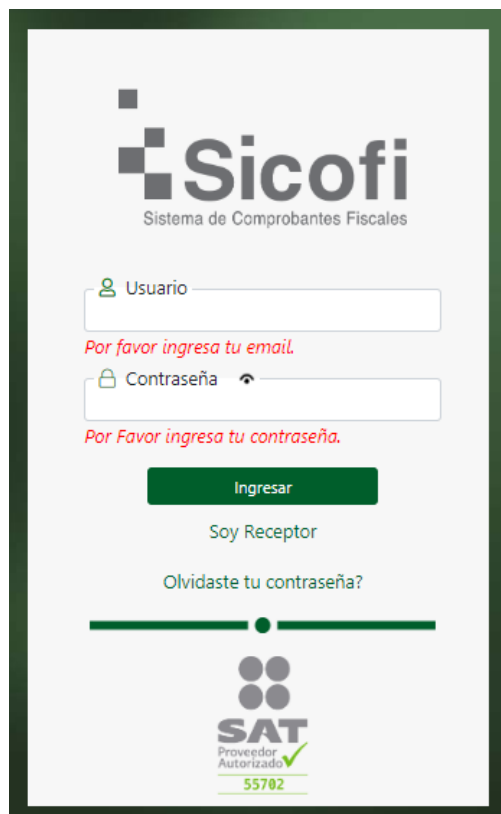 Sicofi
Sistema de Comprobantes Fiscales
Usuario
Por favor ingresa tu email.
Contraseña
Por Favor ingresa tu contraseña.
Ingresar
Soy Receptor
Olvidaste tu contraseña?
SAT
Proveedor
Autorizado
55702